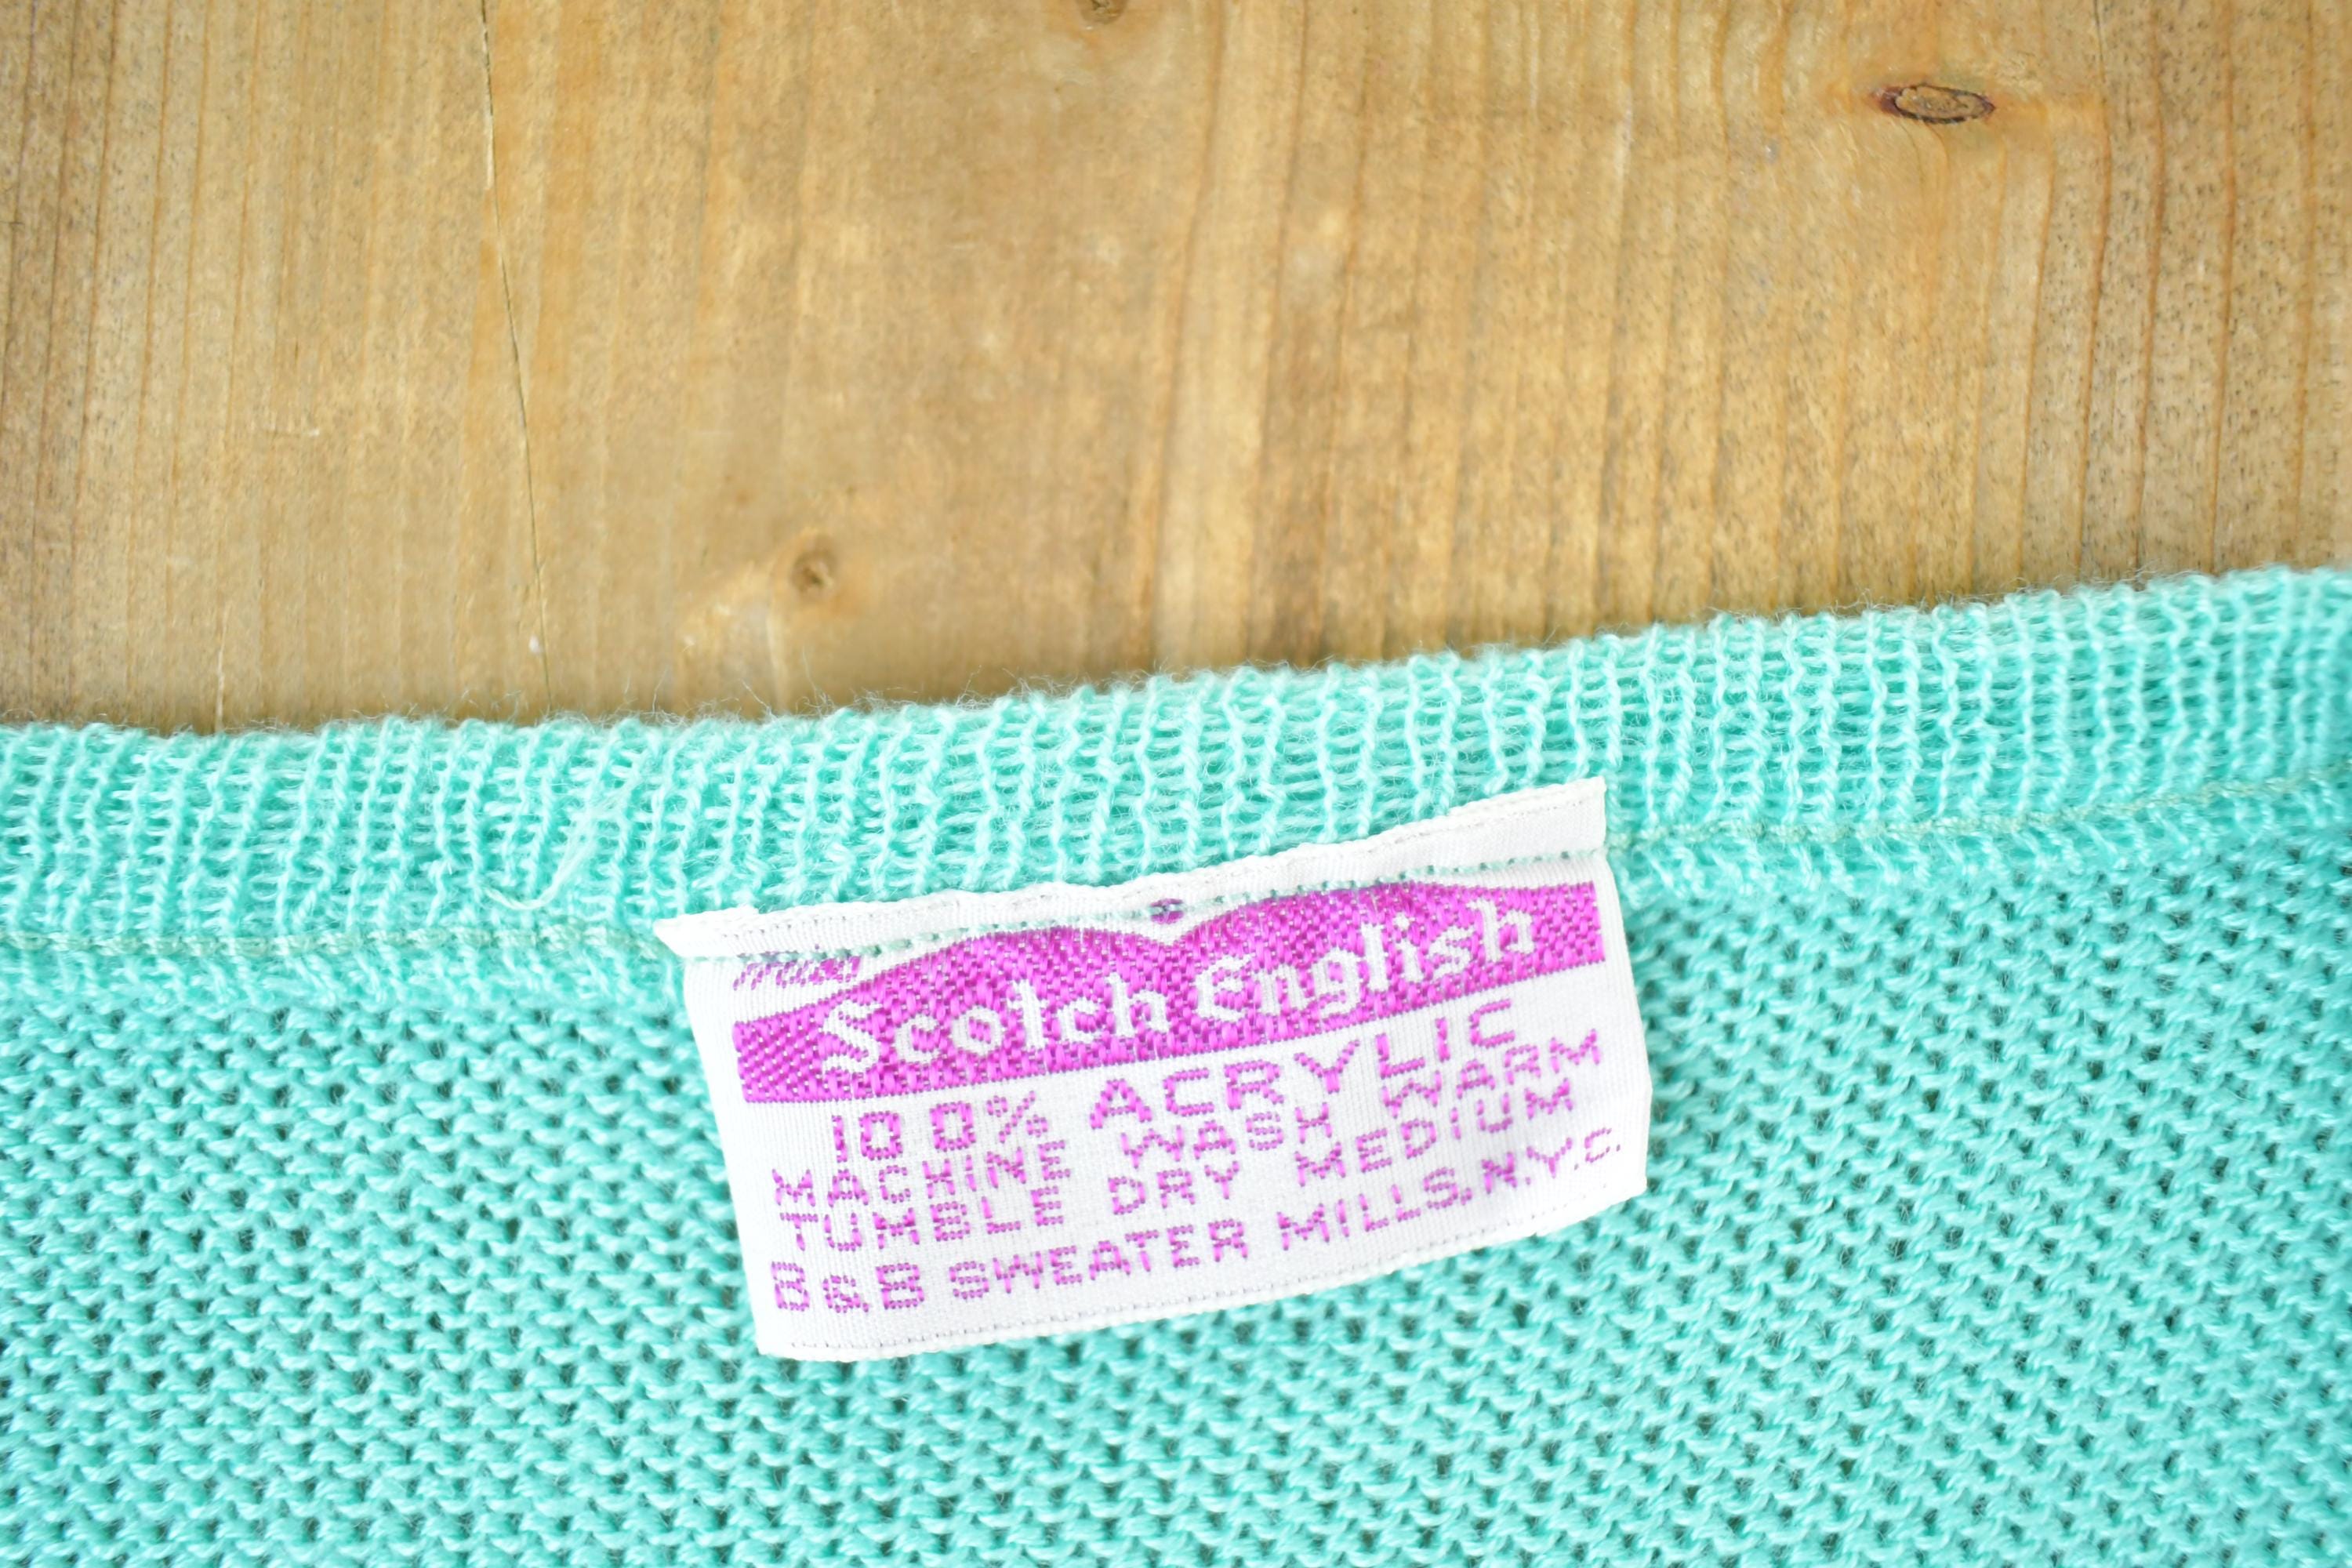 Scotch English
100% ACRYLIC
MACHINE WASH WARM
TUMBLE DRY MEDIUM
B&B SWEATER MILLS, N.Y.C.